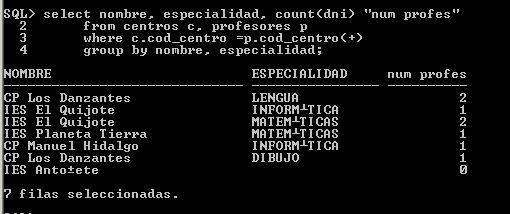 SQL> select nombre, especialidad, count(dni) "num profes"
2 from centros c, profesores p
3 where c.cod_centro =p.cod_centro(+)
4 group by nombre, especialidad;
NOMBRE ESPECIALIDAD num profes
------------------------------ ---------------- ----------
CP Los Danzantes LENGUA 2
IES El Quijote INFORM┴TICA 1
IES El Quijote MATEM┴TICAS 2
IES Planeta Tierra MATEM┴TICAS 1
CP Manuel Hidalgo INFORM┴TICA 1
CP Los Danzantes DIBUJO 1
IES Anto±ete 0
7 filas seleccionadas.